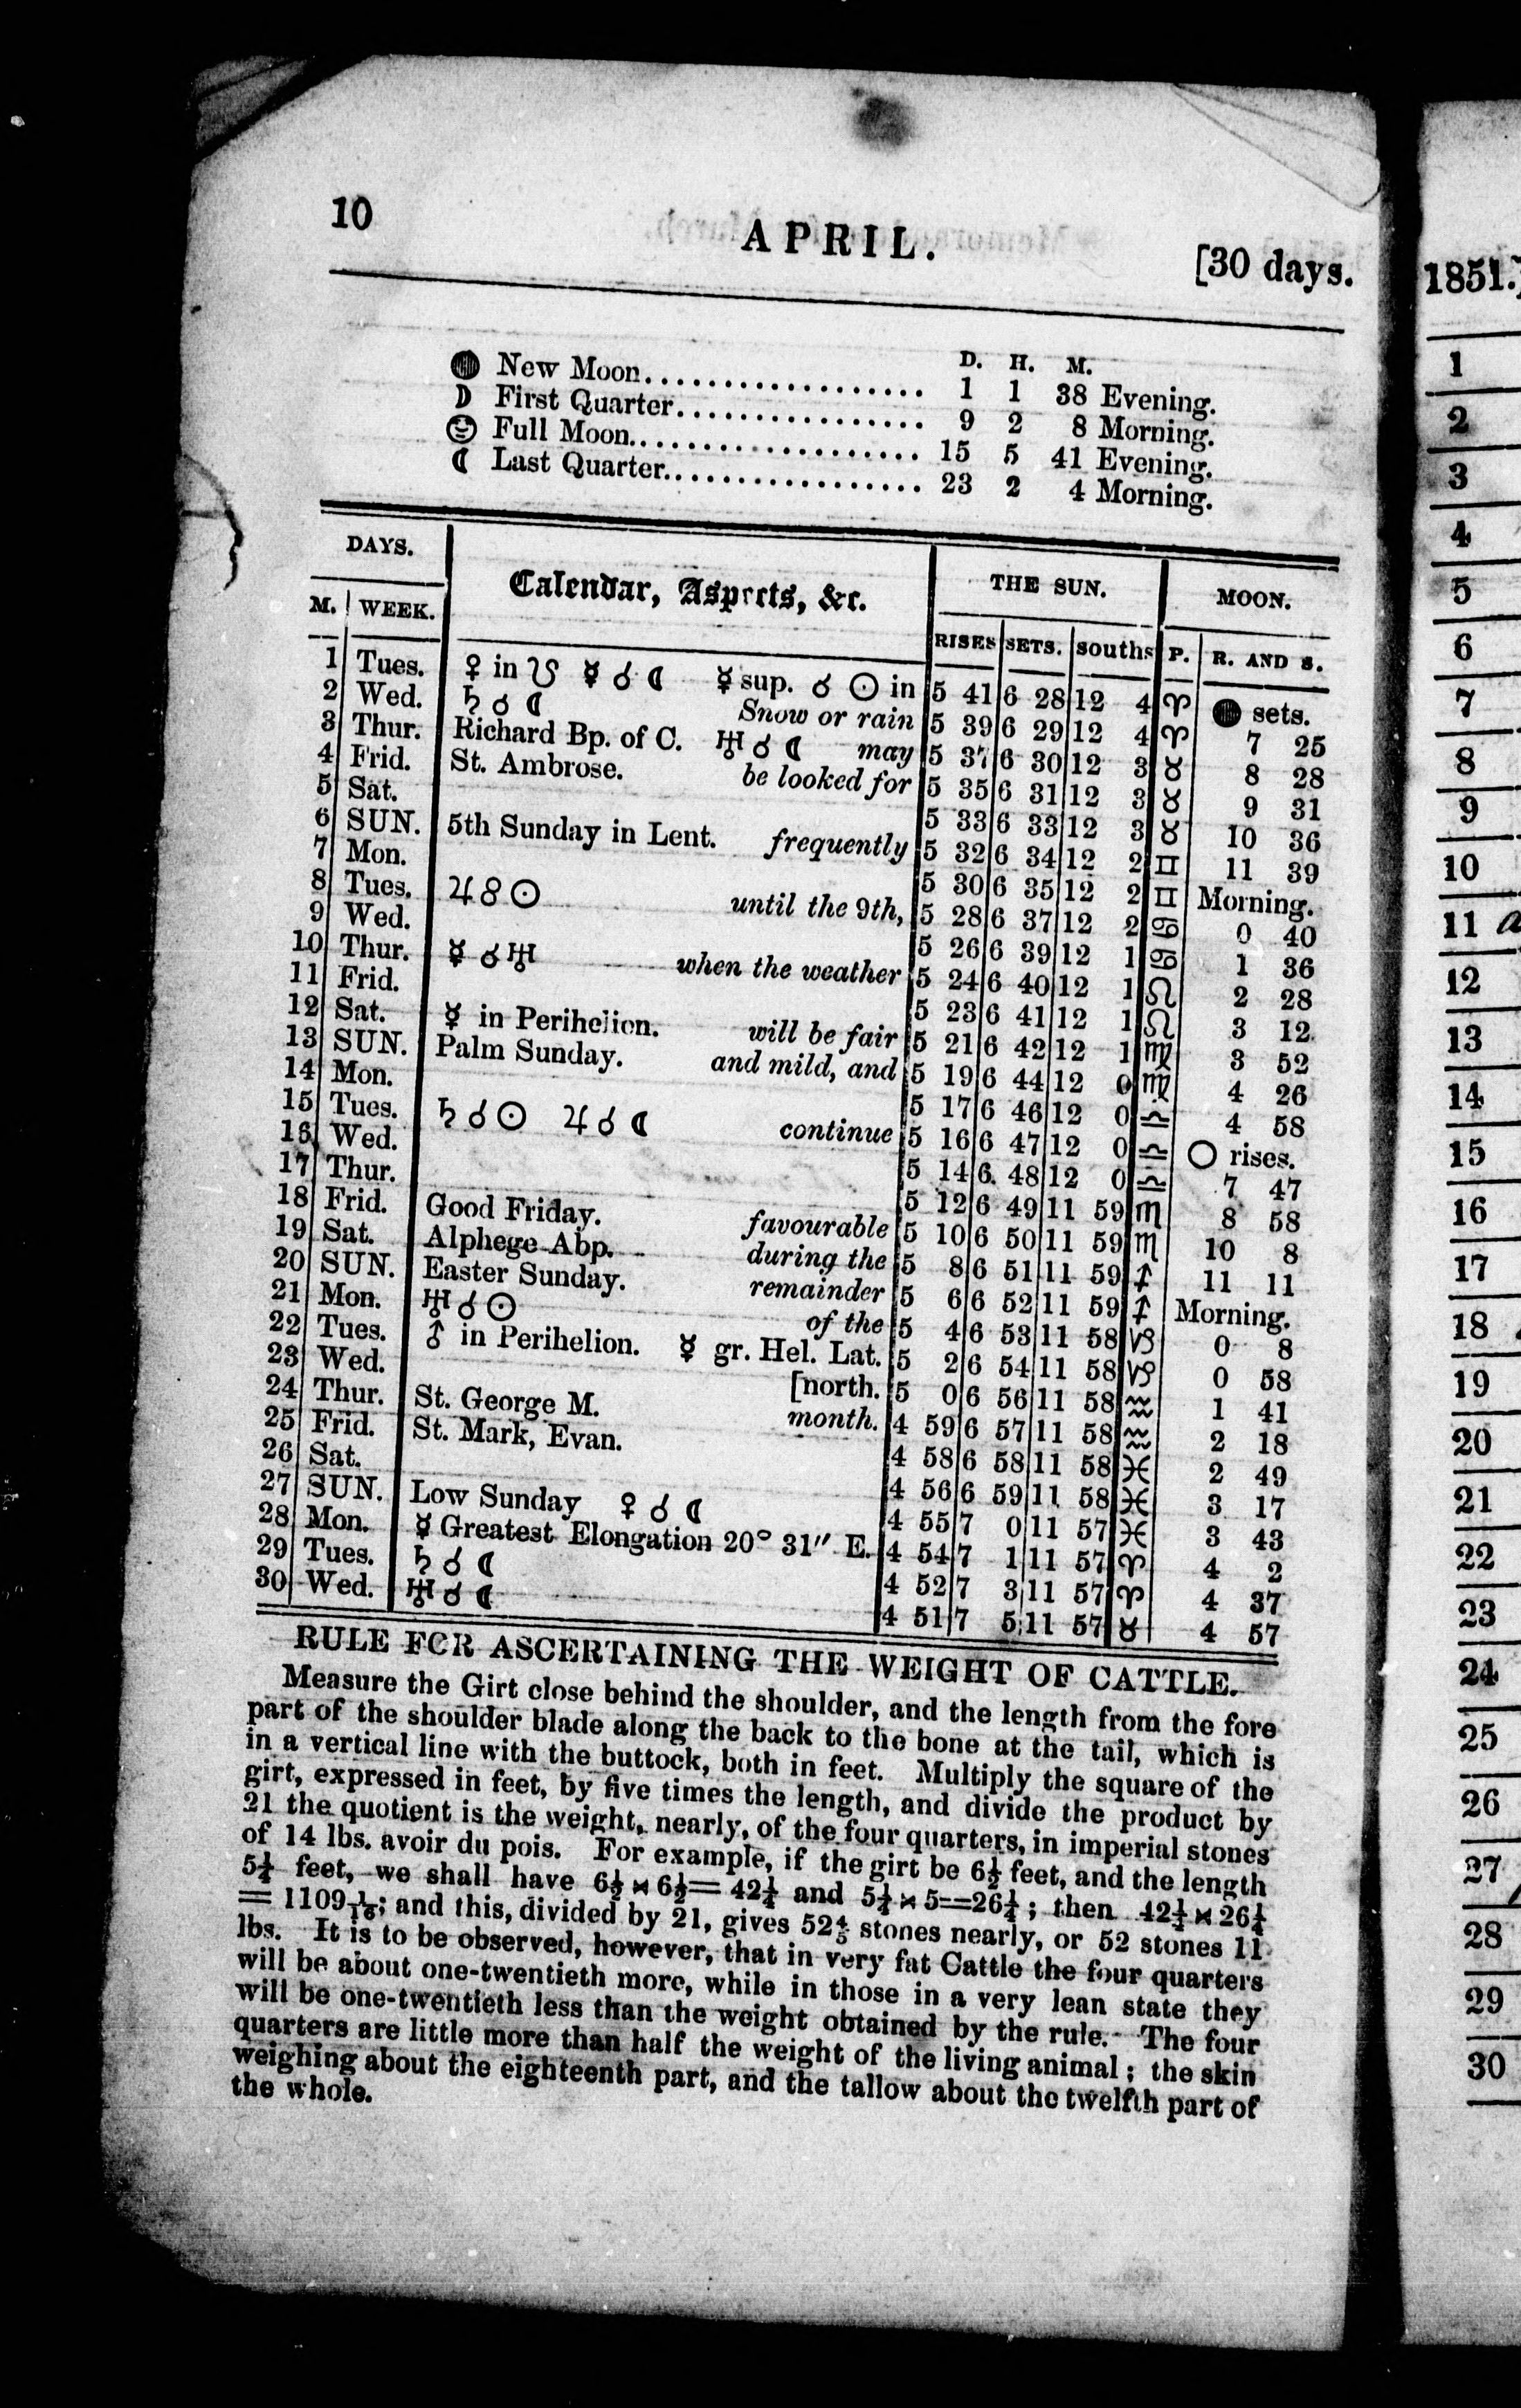 10
APRIL.
[30 days.
D. H. M.
New Moon................... 1 1 38 Evening.
☽ First Quarter................. 9 2 8 Morning.
Full Moon.................... 15 5 41 Evening.
☾ Last Quarter................. 23 2 4 Morning.
DAYS. Calendar, Aspects, &c. THE SUN. MOON.
M. WEEK. RISES SETS. souths P. R. AND S.
1 Tues. ♀ in ☋ ☿ ☌ ☾ ☿ sup. ☌ ☉ in 5 41 6 28 12 4 ♈ ● sets.
2 Wed. ♄ ☌ ☾ Snow or rain 5 39 6 29 12 4 ♈ 7 25
3 Thur. Richard Bp. of C. ♅ ☌ ☾ may 5 37 6 30 12 3 ♉ 8 28
4 Frid. St. Ambrose. be looked for 5 35 6 31 12 3 ♉ 9 31
5 Sat. 5 33 6 33 12 3 ♉ 10 36
6 SUN. 5th Sunday in Lent. frequently 5 32 6 34 12 2 ♊ 11 39
7 Mon. 5 30 6 35 12 2 ♊ Morning.
8 Tues. ♃ ☍ ☉ until the 9th, 5 28 6 37 12 2 ♋ 0 40
9 Wed. 5 26 6 39 12 1 ♋ 1 36
10 Thur. ☿ ☌ ♅ when the weather 5 24 6 40 12 1 ♌ 2 28
11 Frid. 5 23 6 41 12 1 ♌ 3 12
12 Sat. ☿ in Perihelion. will be fair 5 21 6 42 12 1 ♍ 3 52
13 SUN. Palm Sunday. and mild, and 5 19 6 44 12 0 ♍ 4 26
14 Mon. 5 17 6 46 12 0 ♎ 4 58
15 Tues. ♄ ☌ ☉ ♃ ☌ ☾ continue 5 16 6 47 12 0 ♎ ○ rises.
16 Wed. 5 14 6 48 12 0 ♎ 7 47
17 Thur. 5 12 6 49 11 59 ♏ 8 58
18 Frid. Good Friday. favourable 5 10 6 50 11 59 ♏ 10 8
19 Sat. Alphege Abp. during the 5 8 6 51 11 59 ♐ 11 11
20 SUN. Easter Sunday. remainder 5 6 6 52 11 59 ♐ Morning.
21 Mon. ♅ ☌ ☉ of the 5 4 6 53 11 58 ♑ 0 8
22 Tues. ♂ in Perihelion. ☿ gr. Hel. Lat. 5 2 6 54 11 58 ♑ 0 58
23 Wed. [north. 5 0 6 56 11 58 ♒ 1 41
24 Thur. St. George M. month. 4 59 6 57 11 58 ♒ 2 18
25 Frid. St. Mark, Evan. 4 58 6 58 11 58 ♓ 2 49
26 Sat. 4 56 6 59 11 58 ♓ 3 17
27 SUN. Low Sunday ♀ ☌ ☾ 4 55 7 0 11 57 ♓ 3 43
28 Mon. ☿ Greatest Elongation 20° 31″ E. 4 54 7 1 11 57 ♈ 4 2
29 Tues. ♄ ☌ ☾ 4 52 7 3 11 57 ♈ 4 37
30 Wed. ♅ ☌ ☾ 4 51 7 5 11 57 ♉ 4 57
RULE FOR ASCERTAINING THE WEIGHT OF CATTLE.
Measure the Girt close behind the shoulder, and the length from the fore
part of the shoulder blade along the back to the bone at the tail, which is
in a vertical line with the buttock, both in feet. Multiply the square of the
girt, expressed in feet, by five times the length, and divide the product by
21 the quotient is the weight, nearly, of the four quarters, in imperial stones
of 14 lbs. avoir du pois. For example, if the girt be 6½ feet, and the length
5¼ feet, we shall have 6½ × 6½ = 42¼ and 5¼ × 5 = 26¼ ; then 42¼ × 26¼
= 1109 1/16; and this, divided by 21, gives 52⅘ stones nearly, or 52 stones 11
lbs. It is to be observed, however, that in very fat Cattle the four quarters
will be about one-twentieth more, while in those in a very lean state they
will be one-twentieth less than the weight obtained by the rule. The four
quarters are little more than half the weight of the living animal ; the skin
weighing about the eighteenth part, and the tallow about the twelfth part of
the whole.
1851.]
1
2
3
4
5
6
7
8
9
10
11
12
13
14
15
16
17
18
19
20
21
22
23
24
25
26
27
28
29
30